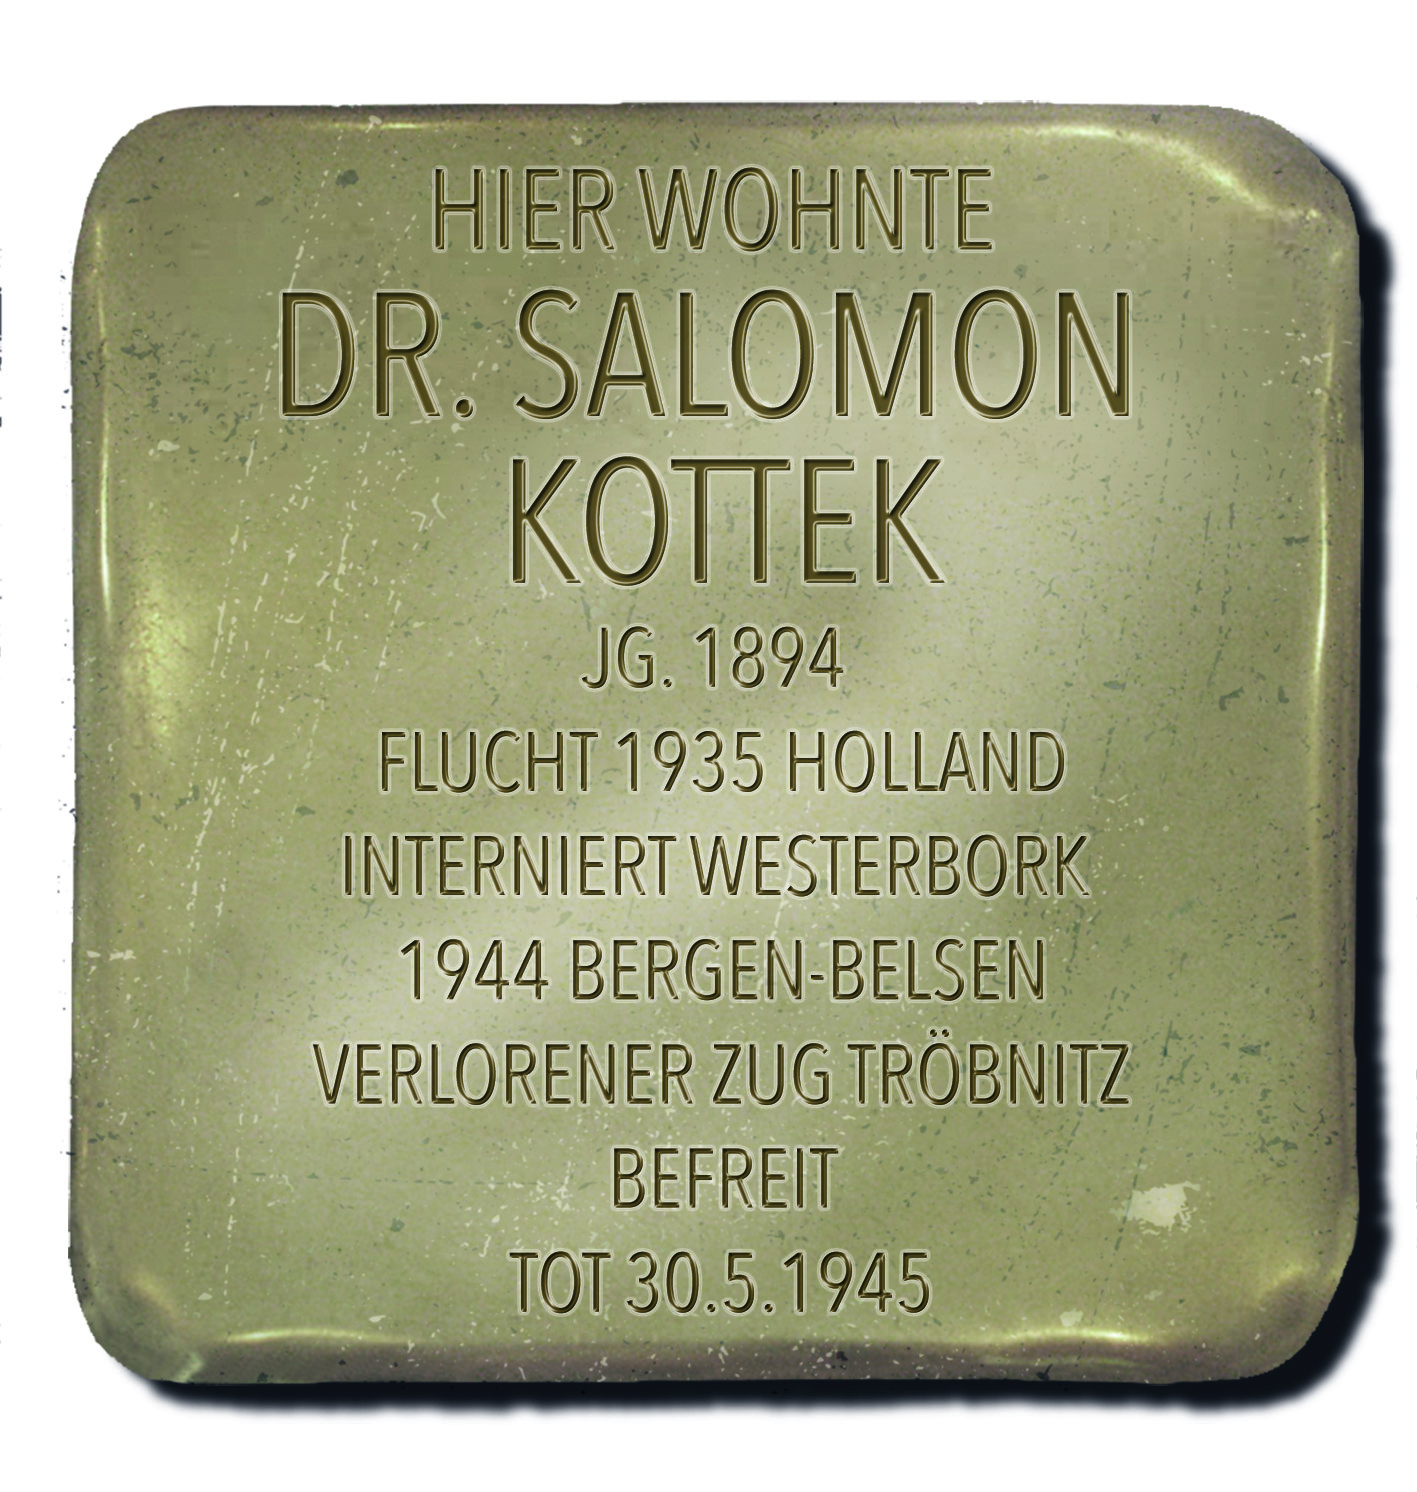 HIER WOHNTE
DR. SALOMON
KOTTEK
JG. 1894
FLUCHT 1935 HOLLAND
INTERNIERT WESTERBORK
1944 BERGEN-BELSEN
VERLORENER ZUG TRÖBNITZ
BEFREIT
TOT 30.5.1945